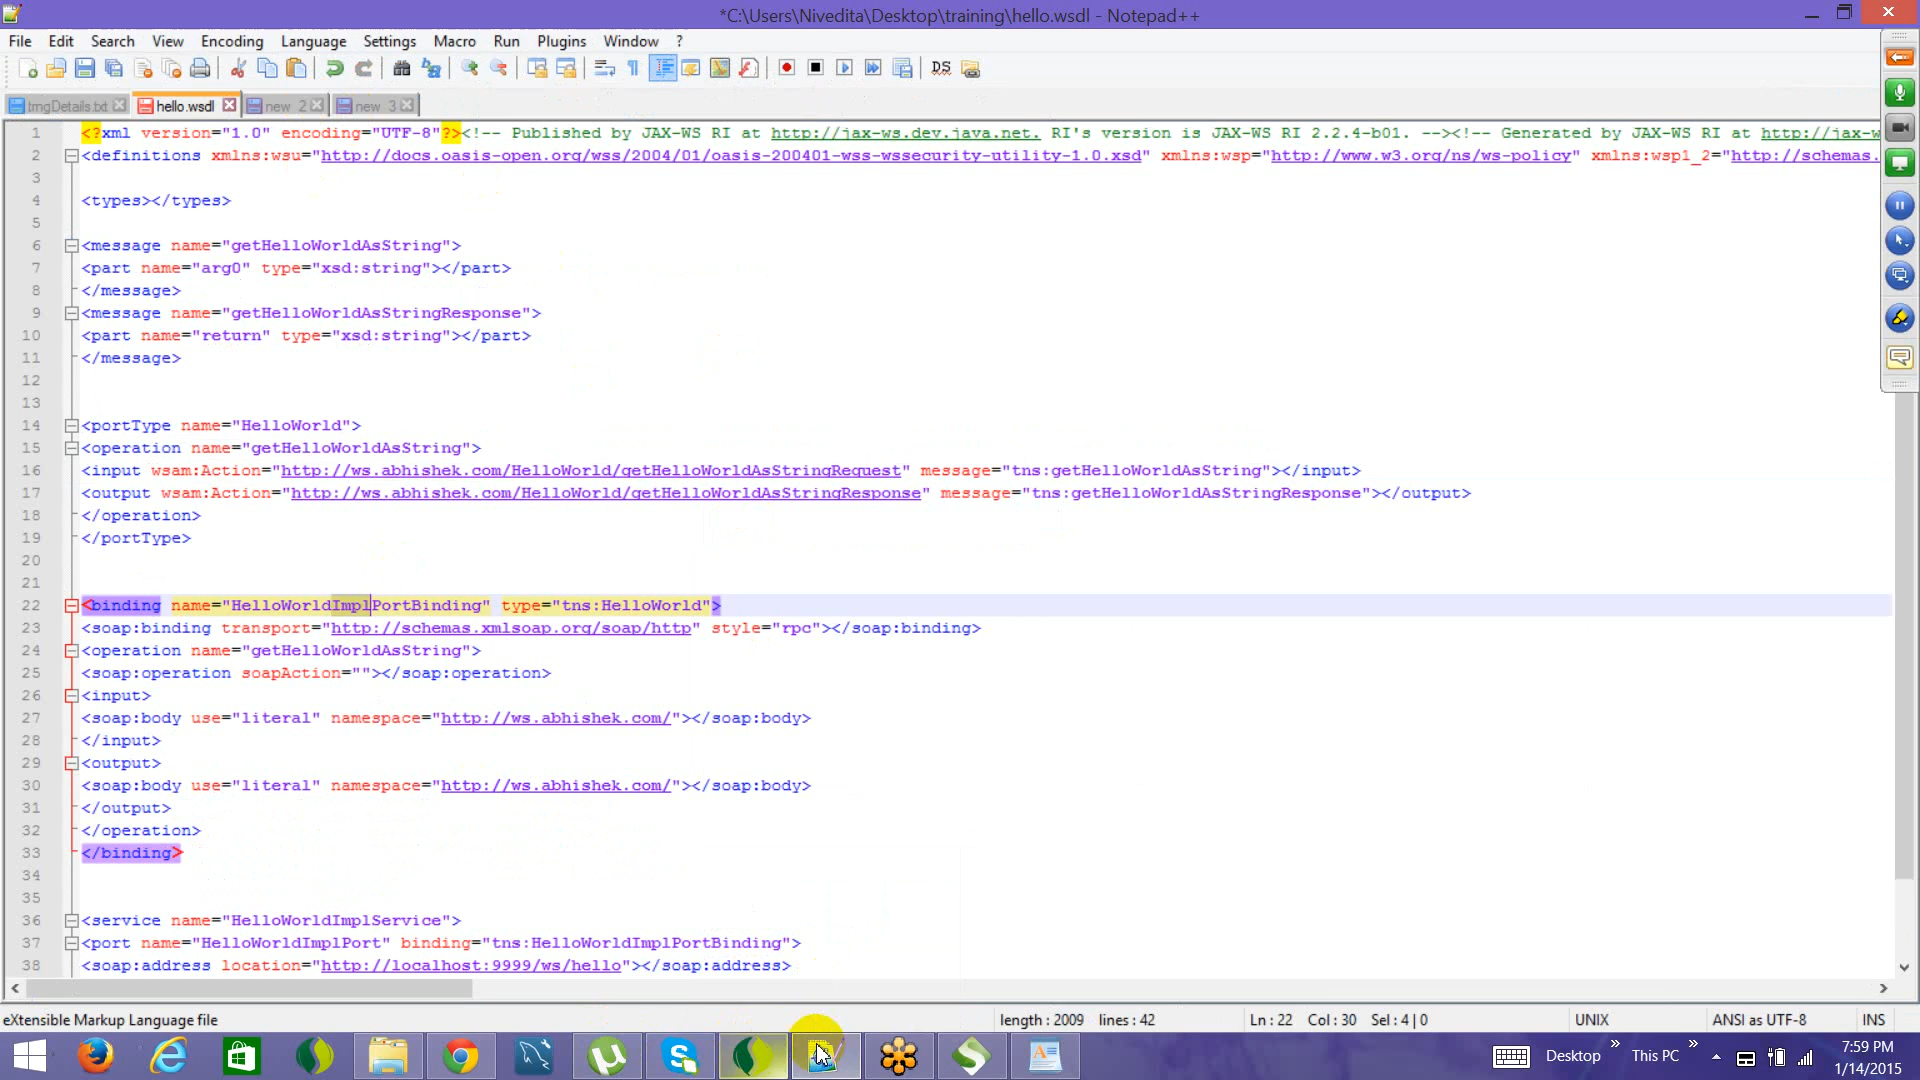 *C:\Users\Nivedita\Desktop\training\hello.wsdl - Notepad++
File Edit Search View Encoding Language Settings Macro Run Plugins Window ?
DS
tmgDetails.txt hello.wsdl new 2 new 3
1 <?xml version="1.0" encoding="UTF-8"?><!-- Published by JAX-WS RI at http://jax-ws.dev.java.net. RI's version is JAX-WS RI 2.2.4-b01. --><!-- Generated by JAX-WS RI at http://jax-w
2 <definitions xmlns:wsu="http://docs.oasis-open.org/wss/2004/01/oasis-200401-wss-wssecurity-utility-1.0.xsd" xmlns:wsp="http://www.w3.org/ns/ws-policy" xmlns:wsp1_2="http://schemas.
3
4 <types></types>
5
6 <message name="getHelloWorldAsString">
7 <part name="arg0" type="xsd:string"></part>
8 </message>
9 <message name="getHelloWorldAsStringResponse">
10 <part name="return" type="xsd:string"></part>
11 </message>
12
13
14 <portType name="HelloWorld">
15 <operation name="getHelloWorldAsString">
16 <input wsam:Action="http://ws.abhishek.com/HelloWorld/getHelloWorldAsStringRequest" message="tns:getHelloWorldAsString"></input>
17 <output wsam:Action="http://ws.abhishek.com/HelloWorld/getHelloWorldAsStringResponse" message="tns:getHelloWorldAsStringResponse"></output>
18 </operation>
19 </portType>
20
21
22 <binding name="HelloWorldImplPortBinding" type="tns:HelloWorld">
23 <soap:binding transport="http://schemas.xmlsoap.org/soap/http" style="rpc"></soap:binding>
24 <operation name="getHelloWorldAsString">
25 <soap:operation soapAction=""></soap:operation>
26 <input>
27 <soap:body use="literal" namespace="http://ws.abhishek.com/"></soap:body>
28 </input>
29 <output>
30 <soap:body use="literal" namespace="http://ws.abhishek.com/"></soap:body>
31 </output>
32 </operation>
33 </binding>
34
35
36 <service name="HelloWorldImplService">
37 <port name="HelloWorldImplPort" binding="tns:HelloWorldImplPortBinding">
38 <soap:address location="http://localhost:9999/ws/hello"></soap:address>
eXtensible Markup Language file length : 2009 lines : 42 Ln : 22 Col : 30 Sel : 4 | 0 UNIX ANSI as UTF-8 INS
Desktop » This PC » 7:59 PM
1/14/2015